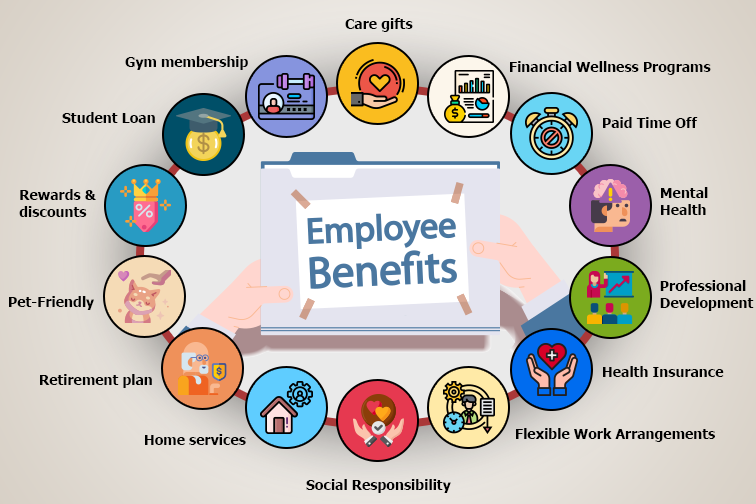 Care gifts
Gym membership
Financial Wellness Programs
Student Loan
Paid Time Off
Rewards &
discounts
Mental
Health
Employee
Benefits
Pet-Friendly
Professional
Development
Retirement plan
Health Insurance
Home services
Flexible Work Arrangements
Social Responsibility